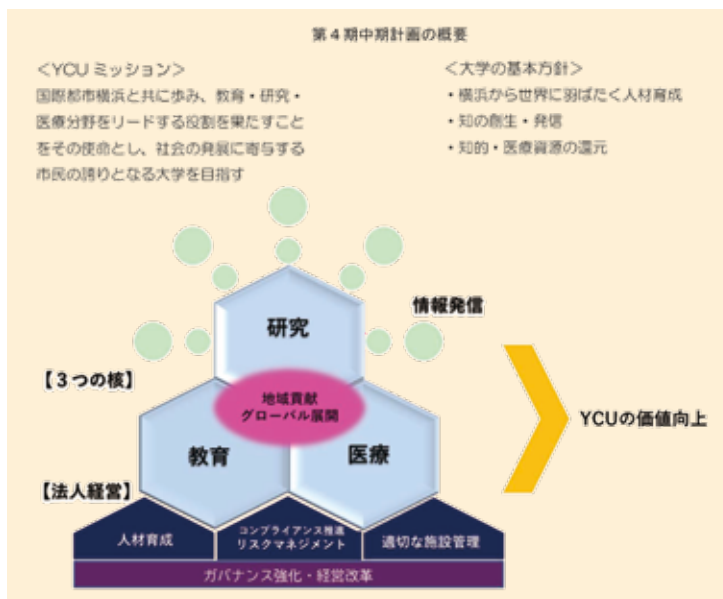 第４期中期計画の概要
＜YCUミッション＞
国際都市横浜と共に歩み、教育・研究・
医療分野をリードする役割を果たすこと
をその使命とし、社会の発展に寄与する
市民の誇りとなる大学を目指す
＜大学の基本方針＞
・横浜から世界に羽ばたく人材育成
・知の創生・発信
・知的・医療資源の還元
研究
情報発信
【３つの核】
地域貢献
グローバル展開
YCUの価値向上
教育
医療
【法人経営】
人材育成
コンプライアンス推進
リスクマネジメント
適切な施設管理
ガバナンス強化・経営改革